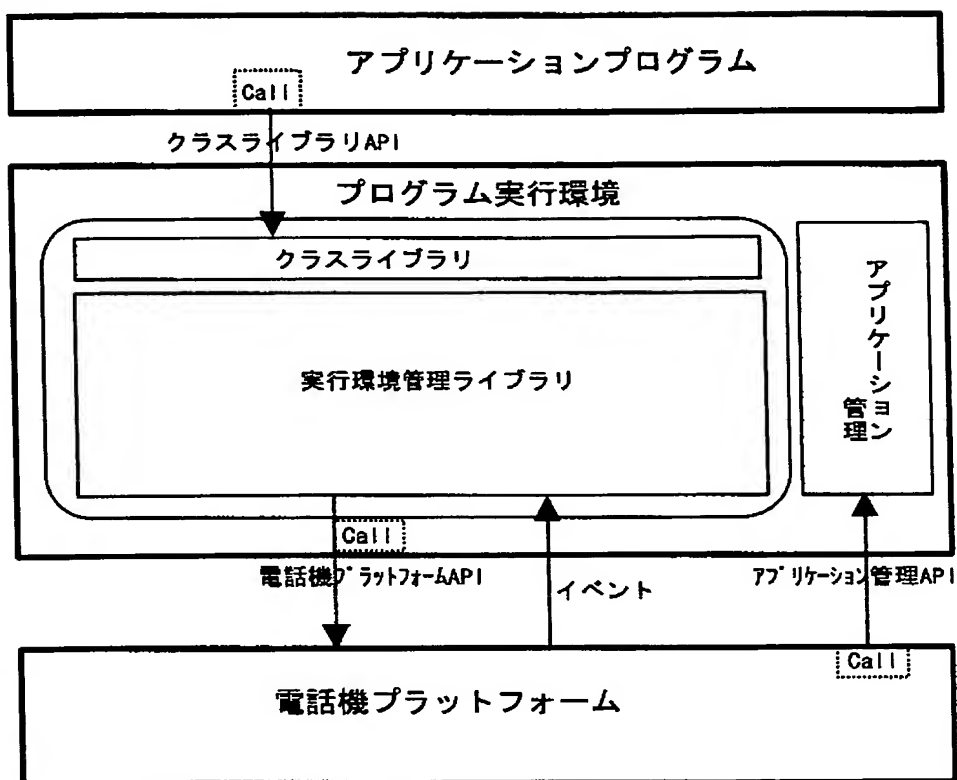 アプリケーションプログラム
Call
クラスライブラリAPI
プログラム実行環境
クラスライブラリ
実行環境管理ライブラリ
アプリケーション
管理
Call
電話機プラットフォームAPI
イベント
アプリケーション管理API
Call
電話機プラットフォーム